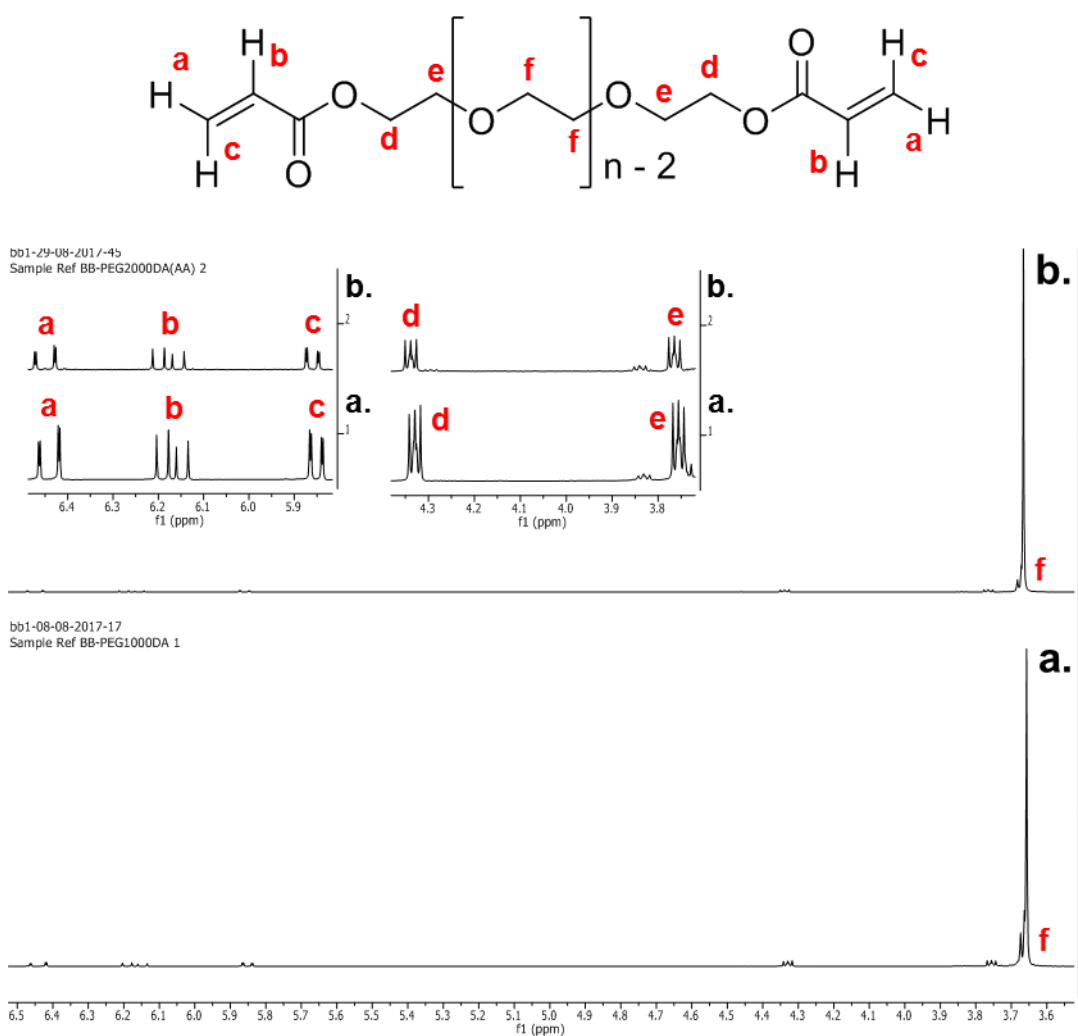 H b
a
H
c
H
O
O
d
e
O
f
f
n - 2
O
e
d
O
O
b
H
H c
H
a
bb1-29-08-2017-45
Sample Ref BB-PEG2000DA(AA) 2
b.
a b c
2
a.
a b c
1
6.4 6.3 6.2 6.1 6.0 5.9
f1 (ppm)
b.
d e
2
a.
d e
1
4.3 4.2 4.1 4.0 3.9 3.8
f1 (ppm)
b.
f
bb1-08-08-2017-17
Sample Ref BB-PEG1000DA 1
a.
f
6.5 6.4 6.3 6.2 6.1 6.0 5.9 5.8 5.7 5.6 5.5 5.4 5.3 5.2 5.1 5.0 4.9 4.8 4.7 4.6 4.5 4.4 4.3 4.2 4.1 4.0 3.9 3.8 3.7 3.6
f1 (ppm)